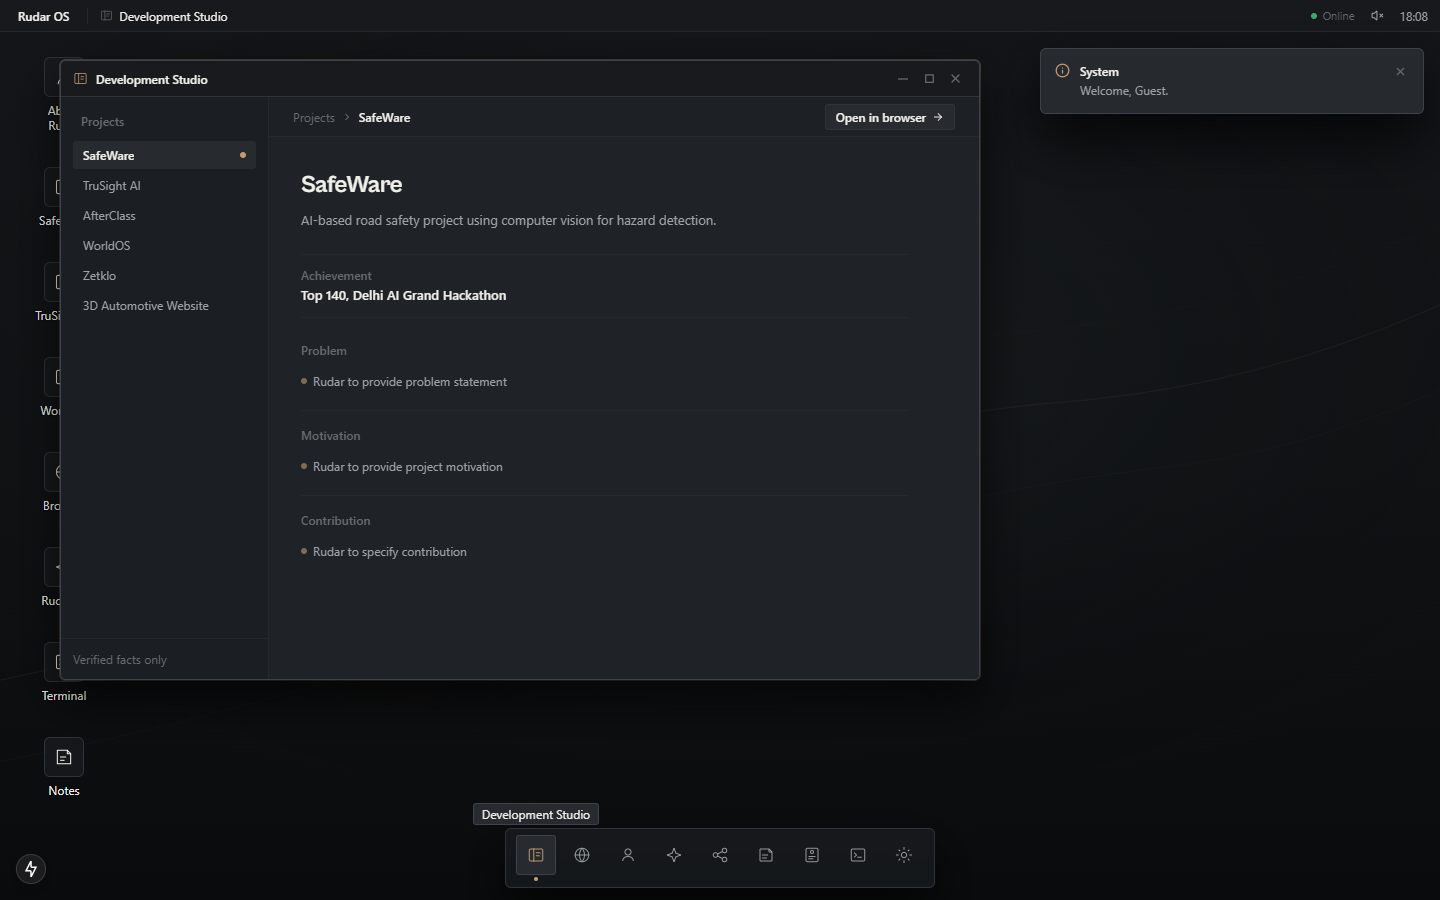 Rudar OS
Development Studio
Online
18:08
Development Studio
System
Welcome, Guest.
Projects
SafeWare
TruSight AI
AfterClass
WorldOS
Zetklo
3D Automotive Website
Verified facts only
Projects
SafeWare
Open in browser
SafeWare
AI-based road safety project using computer vision for hazard detection.
Achievement
Top 140, Delhi AI Grand Hackathon
Problem
Rudar to provide problem statement
Motivation
Rudar to provide project motivation
Contribution
Rudar to specify contribution
Terminal
Notes
Development Studio